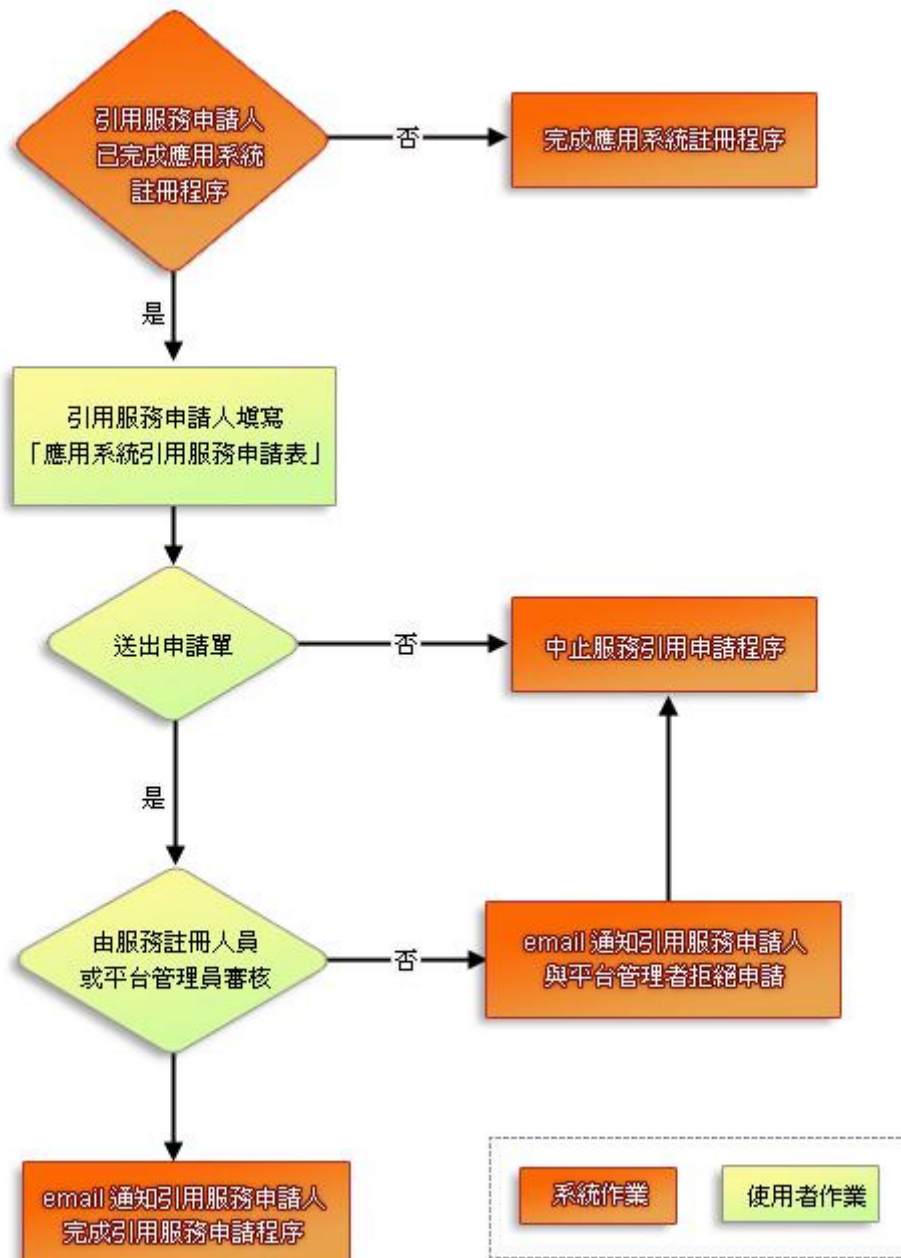 引用服務申請人
已完成應用系統
註冊程序
否
完成應用系統註冊程序
是
引用服務申請人填寫
「應用系統引用服務申請表」
送出申請單
否
中止服務引用申請程序
是
由服務註冊人員
或平台管理員審核
否
email 通知引用服務申請人
與平台管理者拒絕申請
email 通知引用服務申請人
完成引用服務申請程序
系統作業
使用者作業